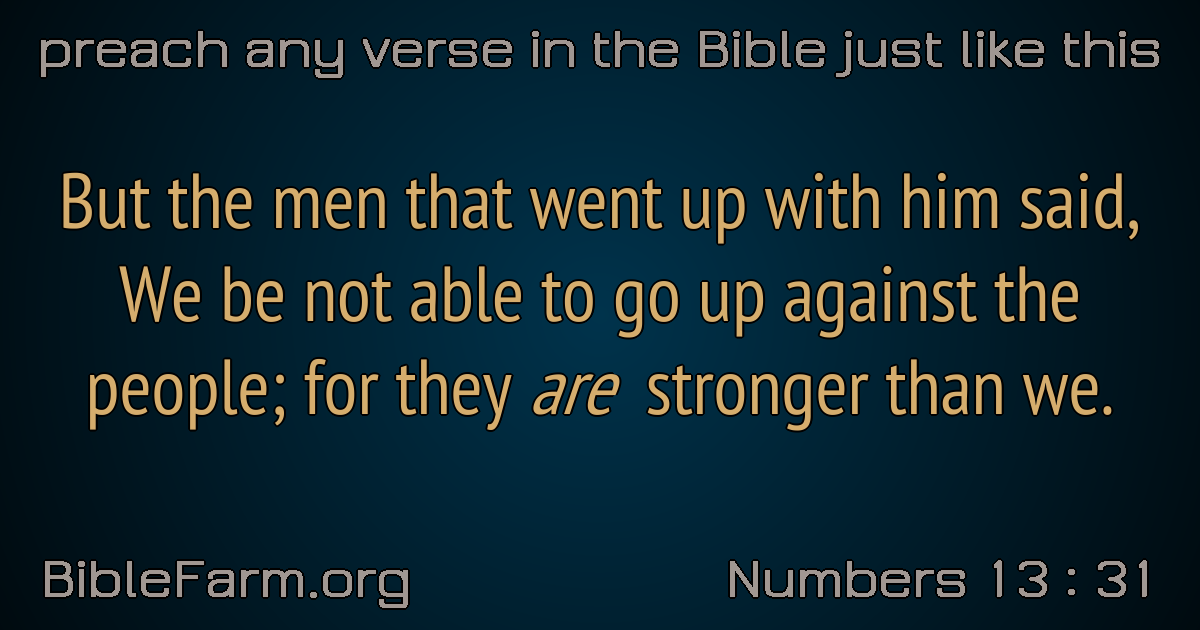 preach any verse in the Bible just like this
But the men that went up with him said,
We be not able to go up against the
people; for they are stronger than we.
BibleFarm.org
Numbers 13 : 31